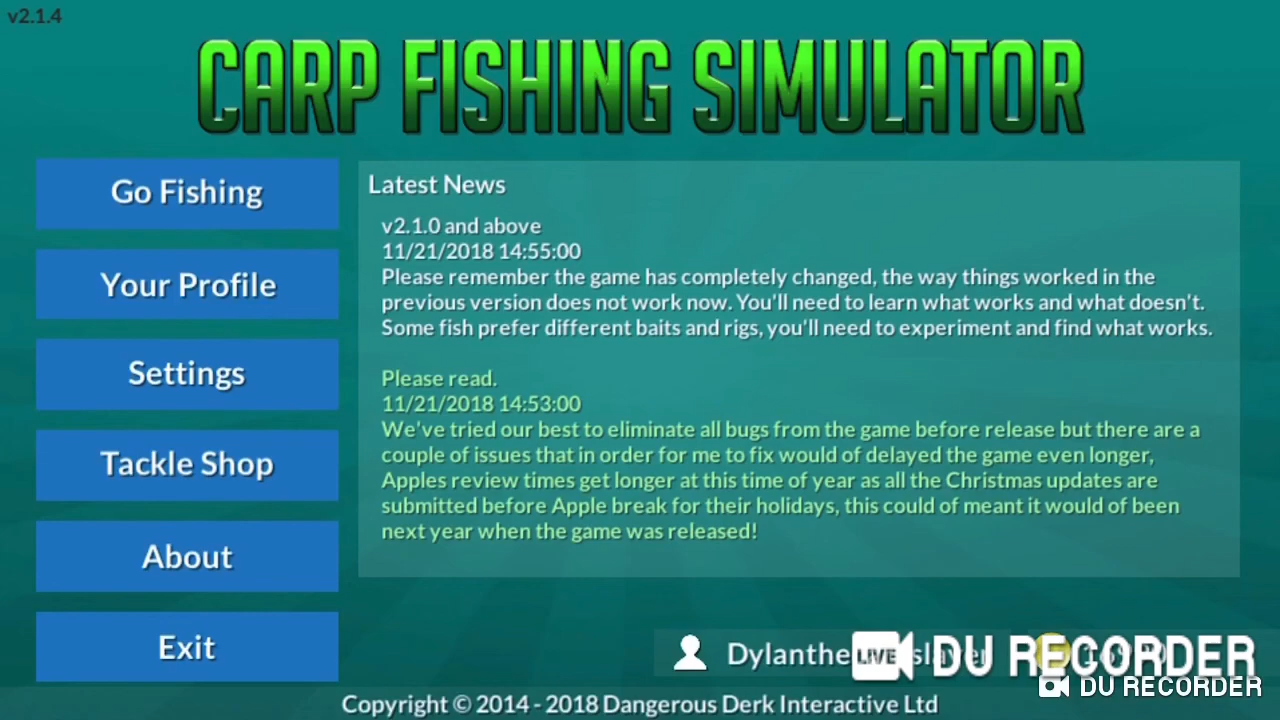 v2.1.4
CARP FISHING SIMULATOR
Go Fishing
Your Profile
Settings
Tackle Shop
About
Exit
Latest News
v2.1.0 and above
11/21/2018 14:55:00
Please remember the game has completely changed, the way things worked in the
previous version does not work now. You'll need to learn what works and what doesn't.
Some fish prefer different baits and rigs, you'll need to experiment and find what works.
Please read.
11/21/2018 14:53:00
We've tried our best to eliminate all bugs from the game before release but there are a
couple of issues that in order for me to fix would of delayed the game even longer,
Apples review times get longer at this time of year as all the Christmas updates are
submitted before Apple break for their holidays, this could of meant it would of been
next year when the game was released!
LIVE DU RECORDER
DU RECORDER
Copyright © 2014 - 2018 Dangerous Derk Interactive Ltd